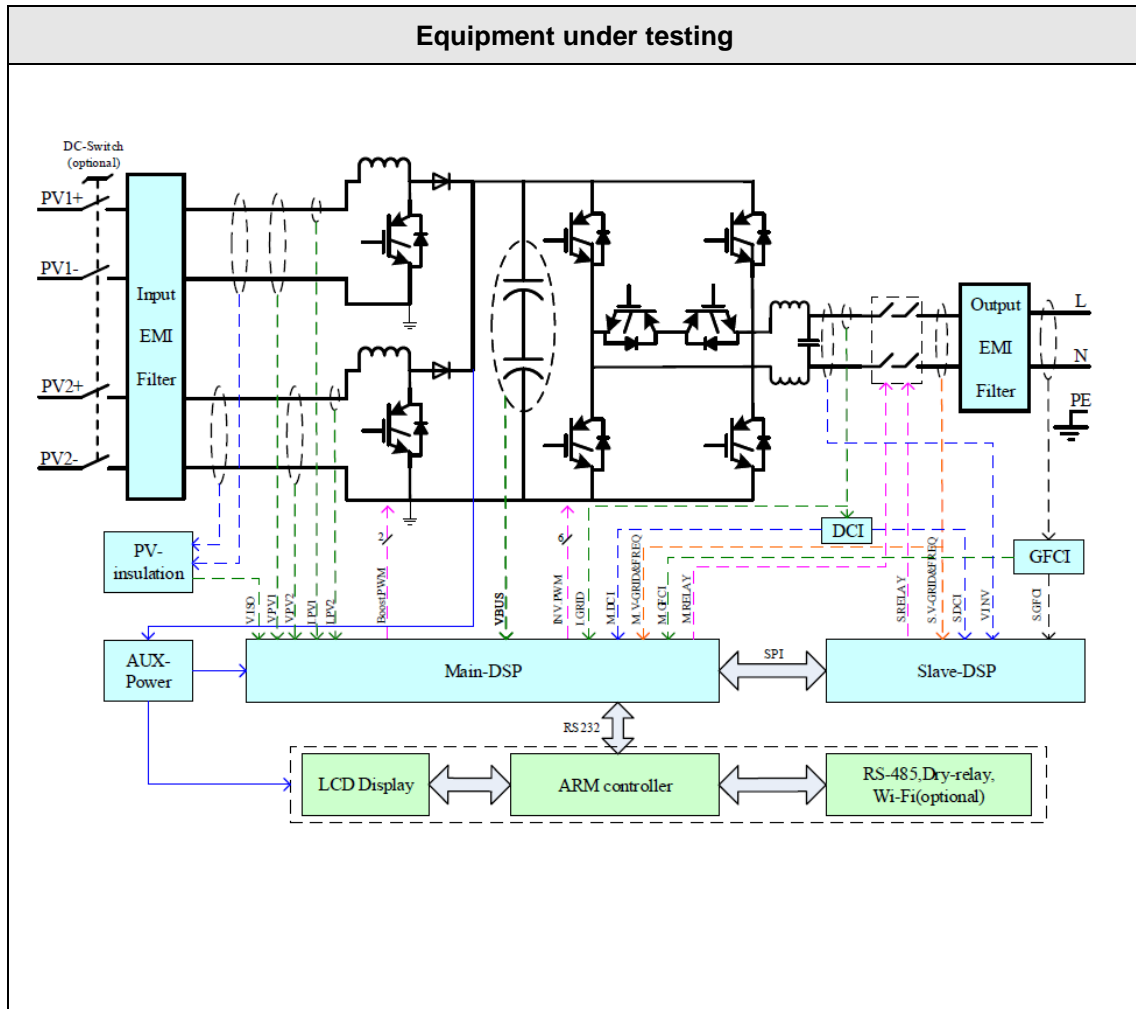 Equipment under testing
DC-Switch
(optional)
PV1+
PV1-
PV2+
PV2-
Input
EMI
Filter
Output
EMI
Filter
L
N
PE
PV-
insulation
AUX-
Power
DCI
GFCI
2
6
V.ISO
V.PV1
V.PV2
I.PV1
I.PV2
BoostPWM
VBUS
INV.PWM
I.GRID
M.DCI
M.V-GRID&FREQ
M.GFCI
M.RELAY
S.RELAY
S.V-GRID&FREQ
S.DCI
V.INV
S.GFCI
Main-DSP
SPI
Slave-DSP
RS232
LCD Display
ARM controller
RS-485,Dry-relay,
Wi-Fi(optional)